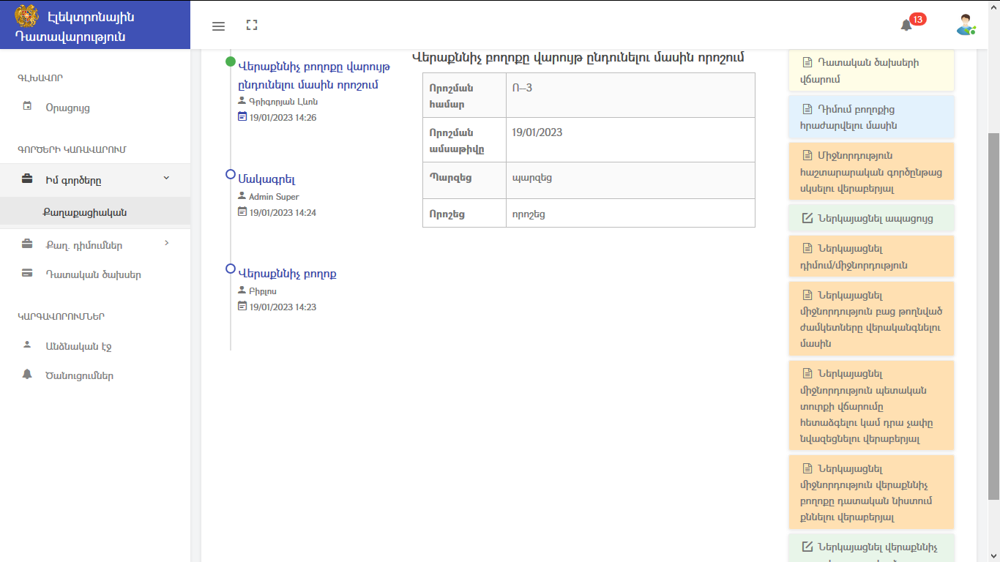 Էլեկտրոնային
Դատավարություն
13
ԳԼԽԱՎՈՐ
Օրացույց
ԳՈՐԾԵՐԻ ԿԱՌԱՎԱՐՈՒՄ
Իմ գործերը
Քաղաքացիական
Քաղ. դիմումներ
Դատական ծախսեր
ԿԱՐԳԱՎՈՐՈՒՄՆԵՐ
Անձնական էջ
Ծանուցումներ
Վերաքննիչ բողոքը վարույթ
ընդունելու մասին որոշում
Գրիգորյան Լևոն
19/01/2023 14:26
Մակագրել
Admin Super
19/01/2023 14:24
Վերաքննիչ բողոք
Բիբլոս
19/01/2023 14:23
Վերաքննիչ բողոքը վարույթ ընդունելու մասին որոշում
Որոշման
համար
Ո—3
Որոշման
ամսաթիվը
19/01/2023
Պարզեց
պարզեց
Որոշեց
որոշեց
Դատական ծախսերի
վճարում
Դիմում բողոքից
հրաժարվելու մասին
Միջնորդություն
հաշտարարական գործընթաց
սկսելու վերաբերյալ
Ներկայացնել ապացույց
Ներկայացնել
դիմում/միջնորդություն
Ներկայացնել
միջնորդություն բաց թողնված
ժամկետները վերականգնելու
մասին
Ներկայացնել
միջնորդություն պետական
տուրքի վճարումը
հետաձգելու կամ դրա չափը
նվազեցնելու վերաբերյալ
Ներկայացնել
միջնորդություն վերաքննիչ
բողոքը դատական նիստում
քննելու վերաբերյալ
Ներկայացնել վերաքննիչ